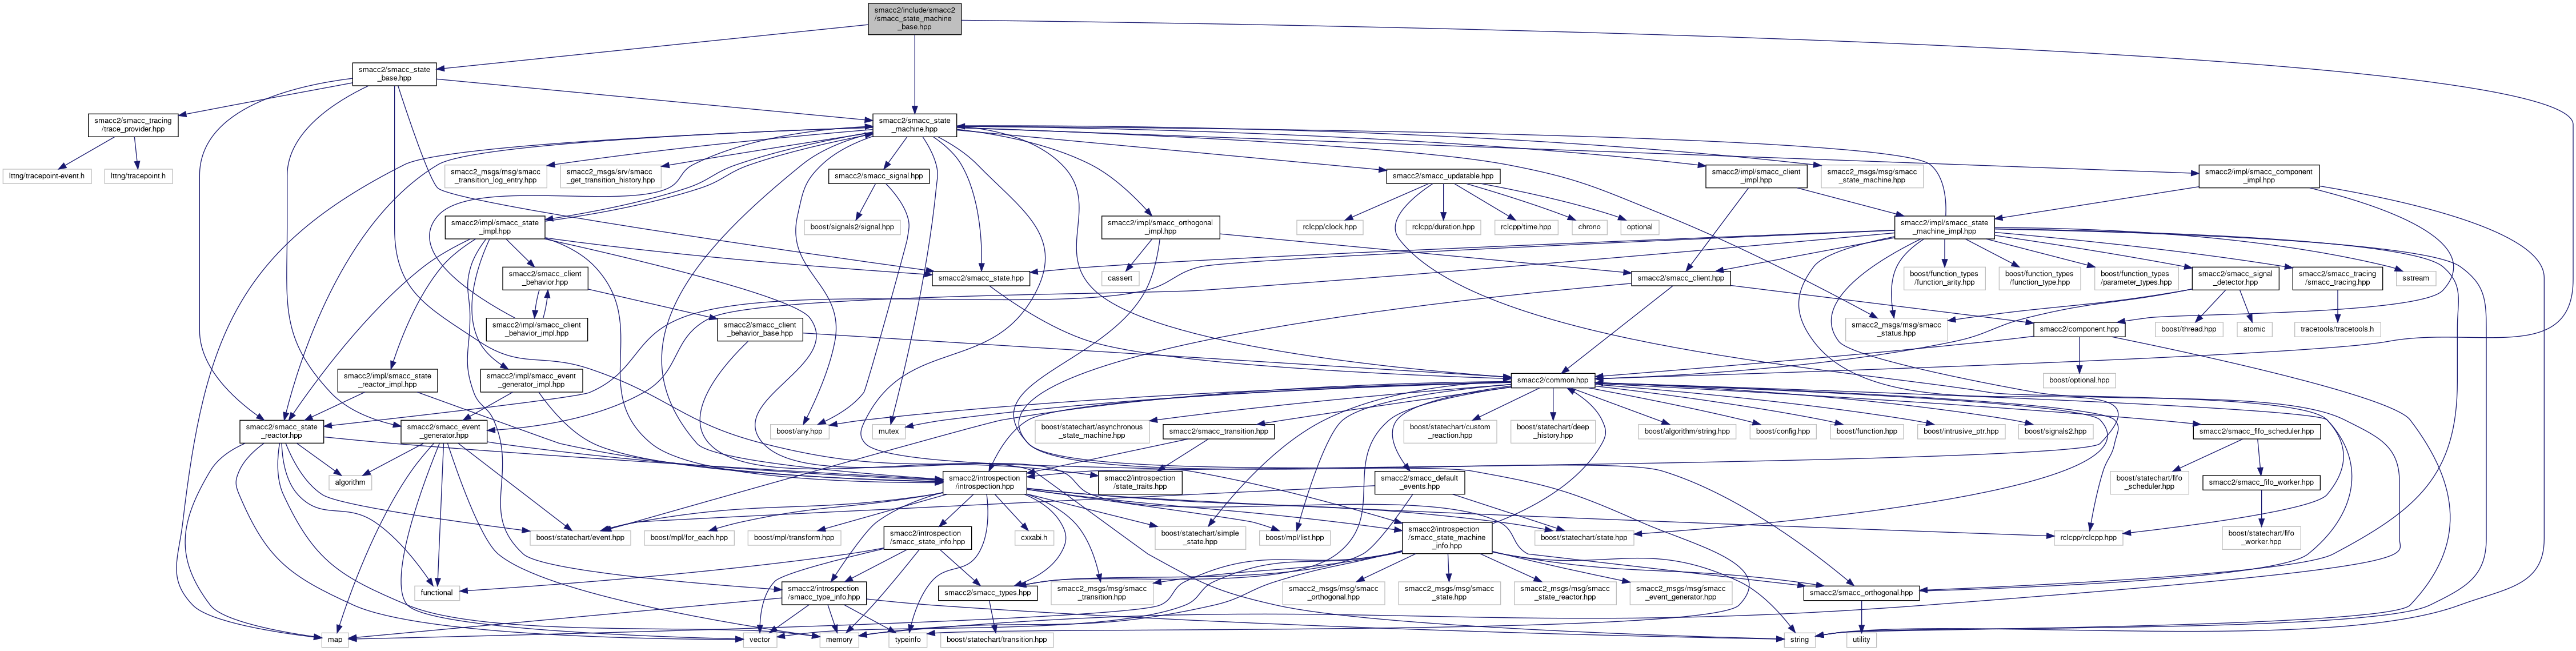 smacc2/include/smacc2
/smacc_state_machine
_base.hpp
smacc2/smacc_state
_base.hpp
smacc2/smacc_tracing
/trace_provider.hpp
smacc2/smacc_state
_machine.hpp
lttng/tracepoint-event.h
lttng/tracepoint.h
smacc2_msgs/msg/smacc
_transition_log_entry.hpp
smacc2_msgs/srv/smacc
_get_transition_history.hpp
smacc2/smacc_signal.hpp
smacc2/smacc_updatable.hpp
smacc2/impl/smacc_client
_impl.hpp
smacc2_msgs/msg/smacc
_state_machine.hpp
smacc2/impl/smacc_component
_impl.hpp
smacc2/impl/smacc_state
_impl.hpp
boost/signals2/signal.hpp
smacc2/impl/smacc_orthogonal
_impl.hpp
rclcpp/clock.hpp
rclcpp/duration.hpp
rclcpp/time.hpp
chrono
optional
smacc2/impl/smacc_state
_machine_impl.hpp
smacc2/smacc_client
_behavior.hpp
smacc2/smacc_state.hpp
cassert
smacc2/smacc_client.hpp
boost/function_types
/function_arity.hpp
boost/function_types
/function_type.hpp
boost/function_types
/parameter_types.hpp
smacc2/smacc_signal
_detector.hpp
smacc2/smacc_tracing
/smacc_tracing.hpp
sstream
smacc2/impl/smacc_client
_behavior_impl.hpp
smacc2/smacc_client
_behavior_base.hpp
smacc2_msgs/msg/smacc
_status.hpp
smacc2/component.hpp
boost/thread.hpp
atomic
tracetools/tracetools.h
smacc2/impl/smacc_state
_reactor_impl.hpp
smacc2/impl/smacc_event
_generator_impl.hpp
smacc2/common.hpp
boost/optional.hpp
smacc2/smacc_state
_reactor.hpp
smacc2/smacc_event
_generator.hpp
boost/any.hpp
mutex
boost/statechart/asynchronous
_state_machine.hpp
smacc2/smacc_transition.hpp
boost/statechart/custom
_reaction.hpp
boost/statechart/deep
_history.hpp
boost/algorithm/string.hpp
boost/config.hpp
boost/function.hpp
boost/intrusive_ptr.hpp
boost/signals2.hpp
smacc2/smacc_fifo_scheduler.hpp
algorithm
smacc2/introspection
/introspection.hpp
smacc2/introspection
/state_traits.hpp
smacc2/smacc_default
_events.hpp
boost/statechart/fifo
_scheduler.hpp
smacc2/smacc_fifo_worker.hpp
boost/statechart/event.hpp
boost/mpl/for_each.hpp
boost/mpl/transform.hpp
smacc2/introspection
/smacc_state_info.hpp
cxxabi.h
boost/statechart/simple
_state.hpp
boost/mpl/list.hpp
smacc2/introspection
/smacc_state_machine
_info.hpp
boost/statechart/state.hpp
rclcpp/rclcpp.hpp
boost/statechart/fifo
_worker.hpp
functional
smacc2/introspection
/smacc_type_info.hpp
smacc2/smacc_types.hpp
smacc2_msgs/msg/smacc
_transition.hpp
smacc2_msgs/msg/smacc
_orthogonal.hpp
smacc2_msgs/msg/smacc
_state.hpp
smacc2_msgs/msg/smacc
_state_reactor.hpp
smacc2_msgs/msg/smacc
_event_generator.hpp
smacc2/smacc_orthogonal.hpp
map
vector
memory
typeinfo
boost/statechart/transition.hpp
string
utility